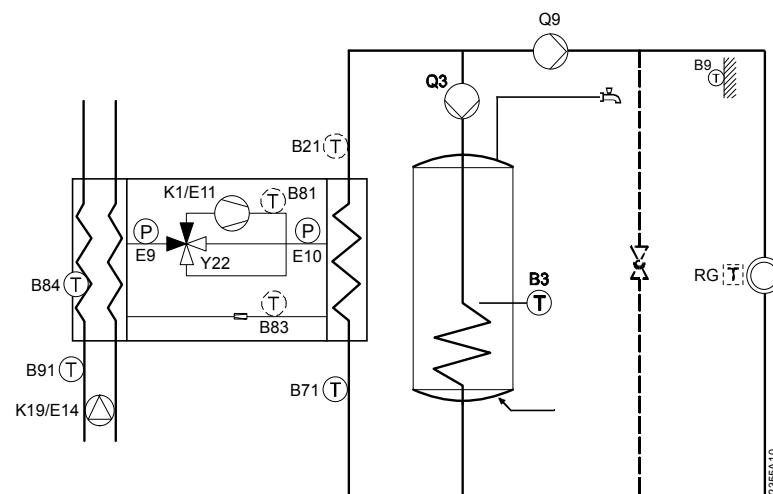 Q9
Q3
B9
T
B21 T
K1/E11
T B81
P
P
E9
Y22
E10
B84 T
T
B83
B3
T
RG T
B91 T
B71 T
K19/E14